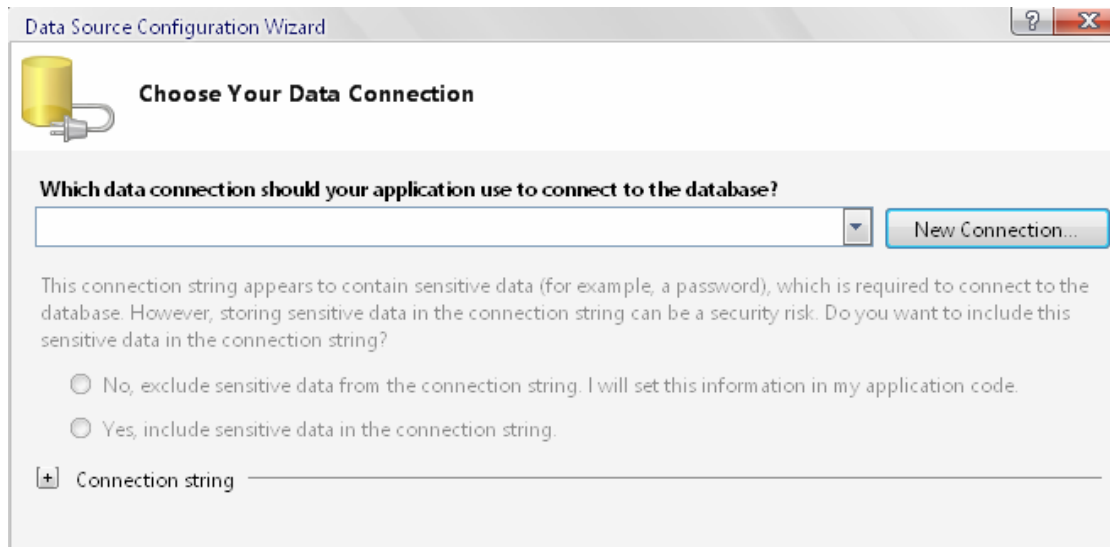 Data Source Configuration Wizard
Choose Your Data Connection
Which data connection should your application use to connect to the database?
New Connection...
This connection string appears to contain sensitive data (for example, a password), which is required to connect to the
database. However, storing sensitive data in the connection string can be a security risk. Do you want to include this
sensitive data in the connection string?
No, exclude sensitive data from the connection string. I will set this information in my application code.
Yes, include sensitive data in the connection string.
Connection string